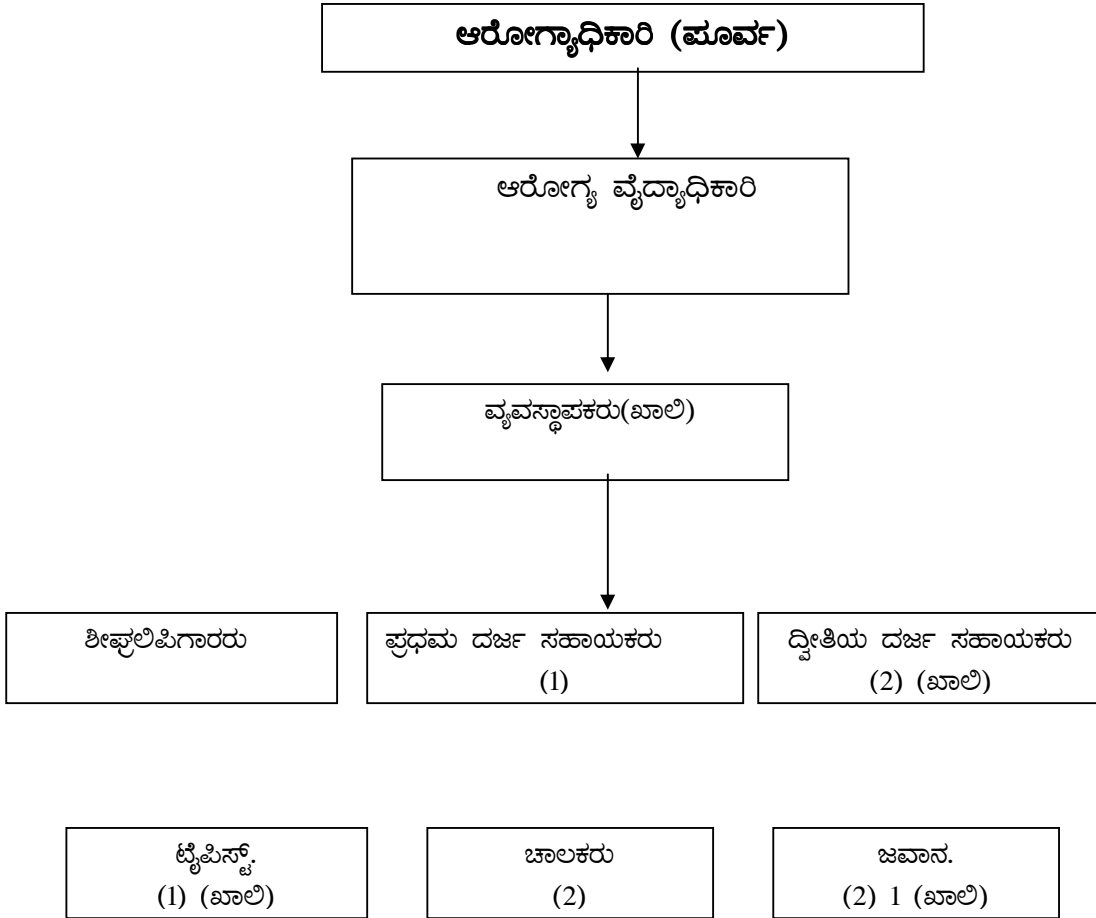 ಆರೋಗ್ಯಾಧಿಕಾರಿ (ಪೂರ್ವ)
ಆರೋಗ್ಯ ವೈದ್ಯಾಧಿಕಾರಿ
ವ್ಯವಸ್ಥಾಪಕರು(ಖಾಲಿ)
ಶೀಘ್ರಲಿಪಿಗಾರರು
ಪ್ರಧಮ ದರ್ಜೆ ಸಹಾಯಕರು
(1)
ದ್ವೀತಿಯ ದರ್ಜೆ ಸಹಾಯಕರು
(2) (ಖಾಲಿ)
ಟೈಪಿಸ್ಟ್.
(1) (ಖಾಲಿ)
ಚಾಲಕರು
(2)
ಜವಾನ.
(2) 1 (ಖಾಲಿ)